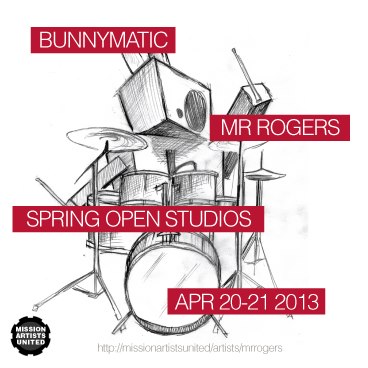 BUNNYMATIC
MR ROGERS
SPRING OPEN STUDIOS
APR 20-21 2013
MISSION
ARTISTS
UNITED
http://missionartistsunited/artists/mrrogers